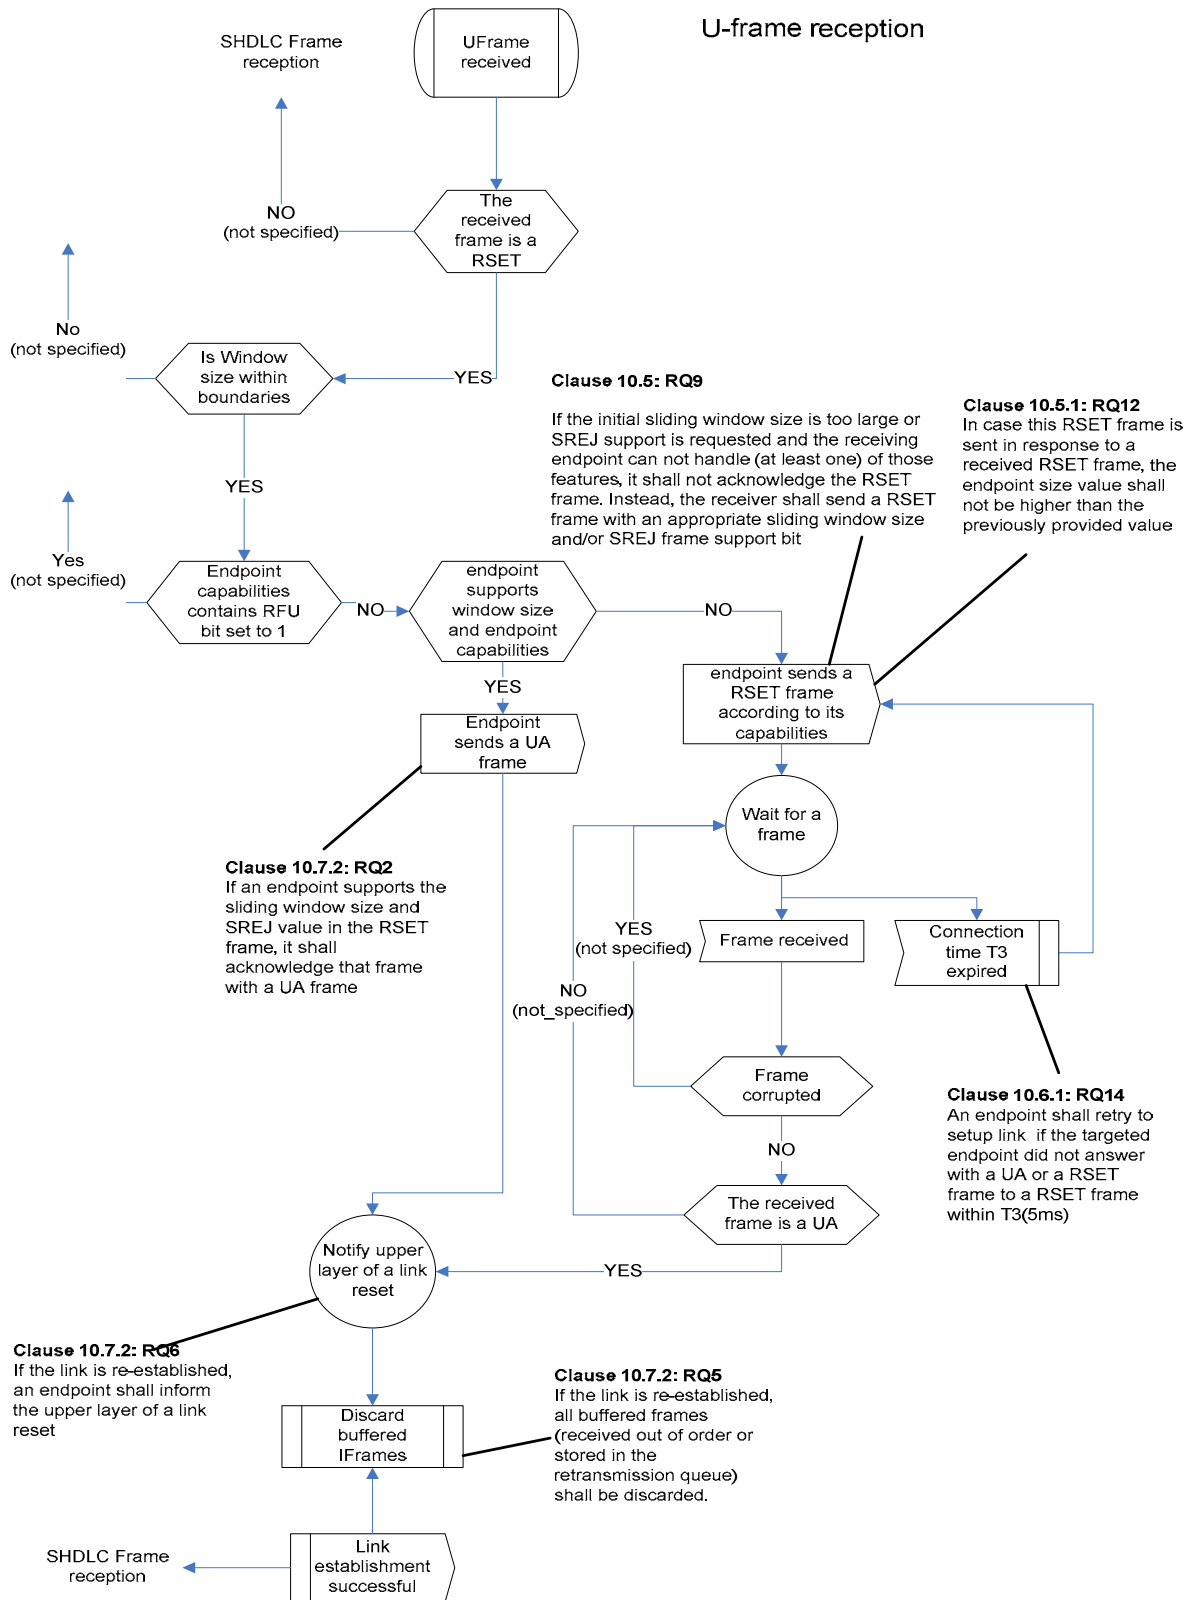 U-frame reception
SHDLC Frame
reception
UFrame
received
The
received
frame is a
RSET
NO
(not specified)
No
(not specified)
Is Window
size within
boundaries
YES
Clause 10.5: RQ9
If the initial sliding window size is too large or
SREJ support is requested and the receiving
endpoint can not handle (at least one) of those
features, it shall not acknowledge the RSET
frame. Instead, the receiver shall send a RSET
frame with an appropriate sliding window size
and/or SREJ frame support bit
Clause 10.5.1: RQ12
In case this RSET frame is
sent in response to a
received RSET frame, the
endpoint size value shall
not be higher than the
previously provided value
YES
Yes
(not specified)
Endpoint
capabilities
contains RFU
bit set to 1
NO
endpoint
supports
window size
and endpoint
capabilities
NO
YES
endpoint sends a
RSET frame
according to its
capabilities
Endpoint
sends a UA
frame
Wait for a
frame
Clause 10.7.2: RQ2
If an endpoint supports the
sliding window size and
SREJ value in the RSET
frame, it shall
acknowledge that frame
with a UA frame
YES
(not specified)
Frame received
Connection
time T3
expired
NO
(not_specified)
Frame
corrupted
Clause 10.6.1: RQ14
An endpoint shall retry to
setup link if the targeted
endpoint did not answer
with a UA or a RSET
frame to a RSET frame
within T3(5ms)
NO
The received
frame is a UA
Notify upper
layer of a link
reset
YES
Clause 10.7.2: RQ6
If the link is re-established,
an endpoint shall inform
the upper layer of a link
reset
Clause 10.7.2: RQ5
If the link is re-established,
all buffered frames
(received out of order or
stored in the
retransmission queue)
shall be discarded.
Discard
buffered
IFrames
SHDLC Frame
reception
Link
establishment
successful